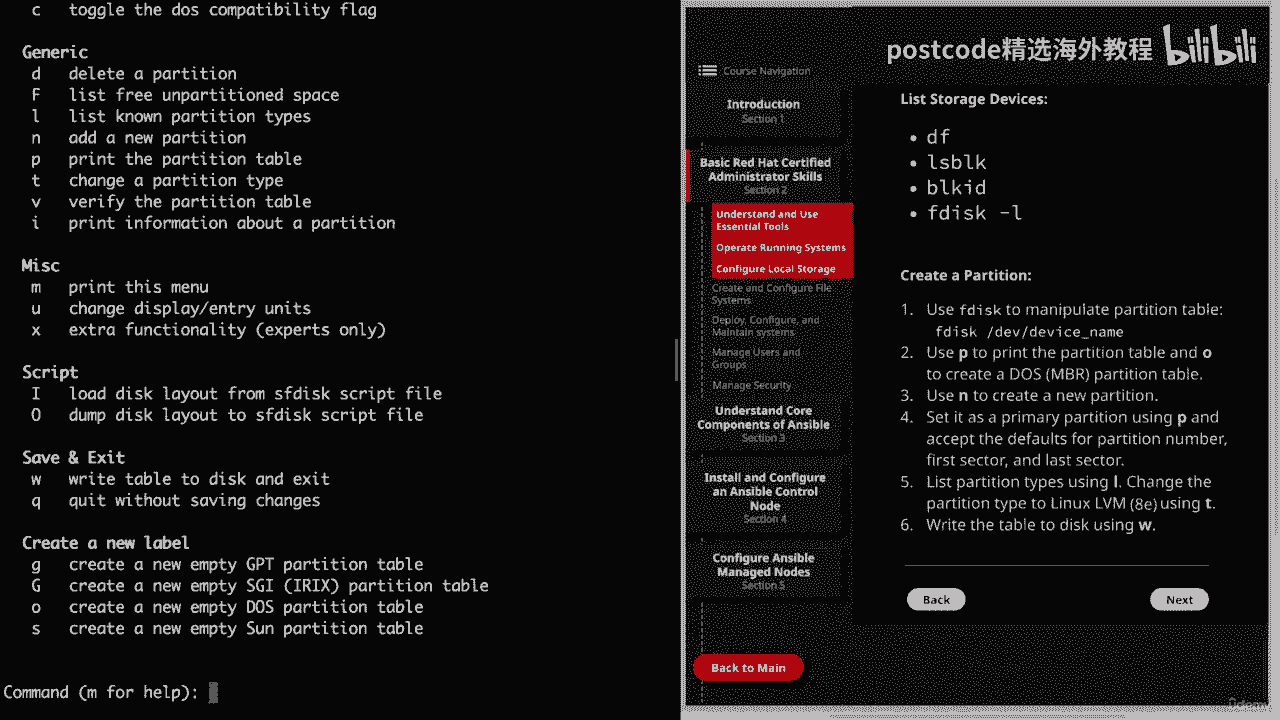 c toggle the dos compatibility flag
Generic
d delete a partition
F list free unpartitioned space
l list known partition types
n add a new partition
p print the partition table
t change a partition type
v verify the partition table
i print information about a partition
Misc
m print this menu
u change display/entry units
x extra functionality (experts only)
Script
I load disk layout from sfdisk script file
O dump disk layout to sfdisk script file
Save & Exit
w write table to disk and exit
q quit without saving changes
Create a new label
g create a new empty GPT partition table
G create a new empty SGI (IRIX) partition table
o create a new empty DOS partition table
s create a new empty Sun partition table
Command (m for help):
postcode精选海外教程 bilibili
Course Navigation
Introduction
Section 1
Basic Red Hat Certified
Administrator Skills
Section 2
Understand and Use
Essential Tools
Operate Running Systems
Configure Local Storage
Create and Configure File
Systems
Deploy, Configure, and
Maintain systems
Manage Users and
Groups
Manage Security
Understand Core
Components of Ansible
Section 3
Install and Configure
an Ansible Control
Node
Section 4
Configure Ansible
Managed Nodes
Section 5
Back to Main
List Storage Devices:
• df
• lsblk
• blkid
• fdisk -l
Create a Partition:
1. Use fdisk to manipulate partition table:
fdisk /dev/device_name
2. Use p to print the partition table and o
to create a DOS (MBR) partition table.
3. Use n to create a new partition.
4. Set it as a primary partition using p and
accept the defaults for partition number,
first sector, and last sector.
5. List partition types using l. Change the
partition type to Linux LVM (8e) using t.
6. Write the table to disk using w.
Back
Next
Udemy